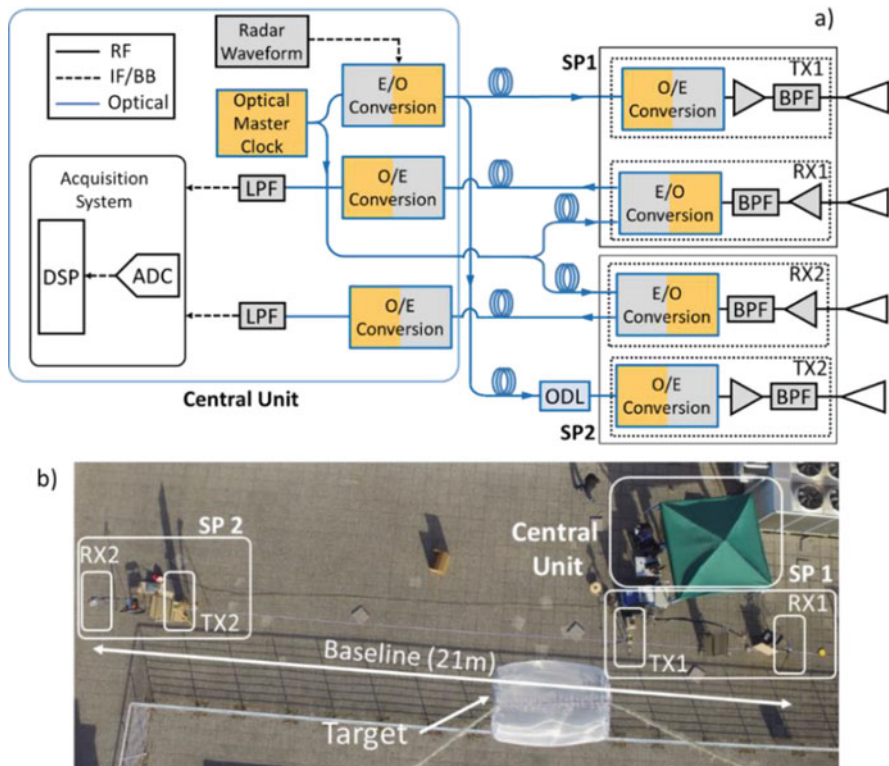 a)
RF
IF/BB
Optical
Radar
Waveform
Optical
Master
Clock
E/O
Conversion
SP1
O/E
Conversion
BPF
TX1
Acquisition
System
DSP
ADC
LPF
O/E
Conversion
E/O
Conversion
BPF
RX1
LPF
O/E
Conversion
E/O
Conversion
BPF
RX2
Central Unit
ODL
SP2
O/E
Conversion
BPF
TX2
b)
SP 2
RX2
TX2
Central
Unit
SP 1
RX1
TX1
Baseline (21m)
Target